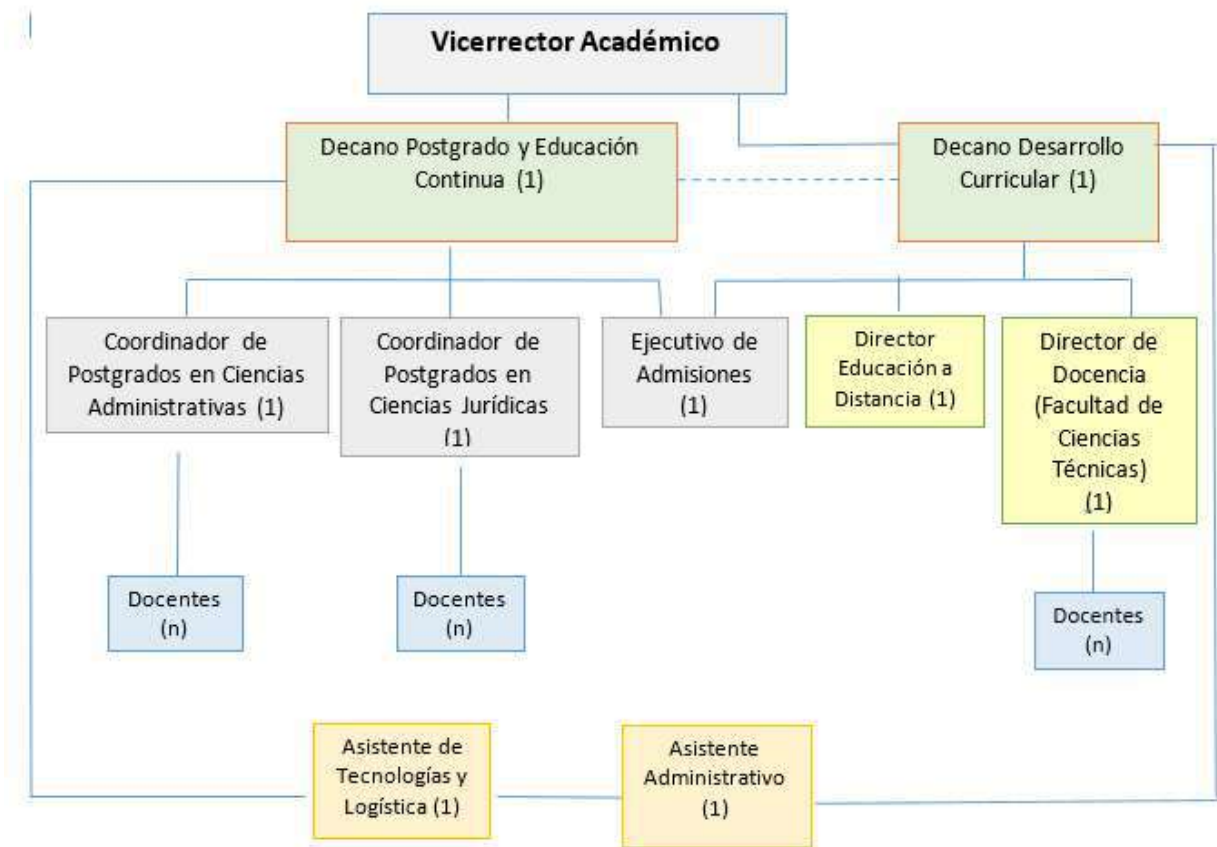 Vicerrector Académico
Decano Postgrado y Educación
Continua (1)
Decano Desarrollo
Curricular (1)
Coordinador de
Postgrados en Ciencias
Administrativas (1)
Coordinador de
Postgrados en
Ciencias Jurídicas
(1)
Ejecutivo de
Admisiones
(1)
Director
Educación a
Distancia (1)
Director de
Docencia
(Facultad de
Ciencias
Técnicas)
(1)
Docentes
(n)
Docentes
(n)
Docentes
(n)
Asistente de
Tecnologías y
Logística (1)
Asistente
Administrativo
(1)